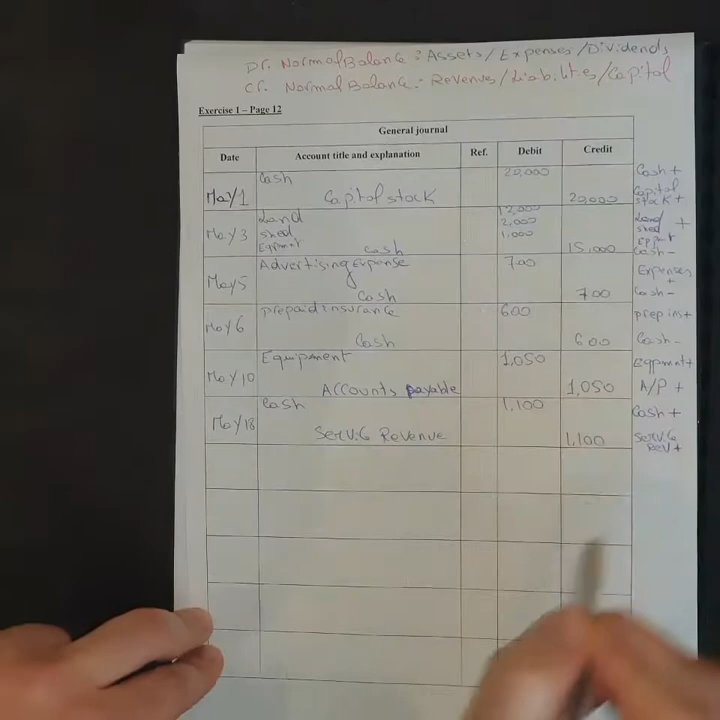 Dr. Normal Balance: Assets/Expenses/Dividends
Cr. Normal Balance: Revenues/Liabilities/Capital
Exercise 1 – Page 12
General journal
Date Account title and explanation Ref. Debit Credit
Cash 20,000 Cash +
May 1 Capital stock 20,000 Capital stock +
Land 12,000 Land
May 3 Shed 2,000 Shed +
Eqpment 1,000 Eqpmt
Cash 15,000 Cash -
Advertising Expense 700 Expenses +
May 5 Cash 700 Cash -
prepaid insurance 600 prep ins +
May 6 Cash 600 Cash -
Equipment 1,050 Eqpmnt +
May 10 Accounts payable 1,050 A/P +
Cash 1,100 Cash +
May 18 Service Revenue 1,100 Service Rev +